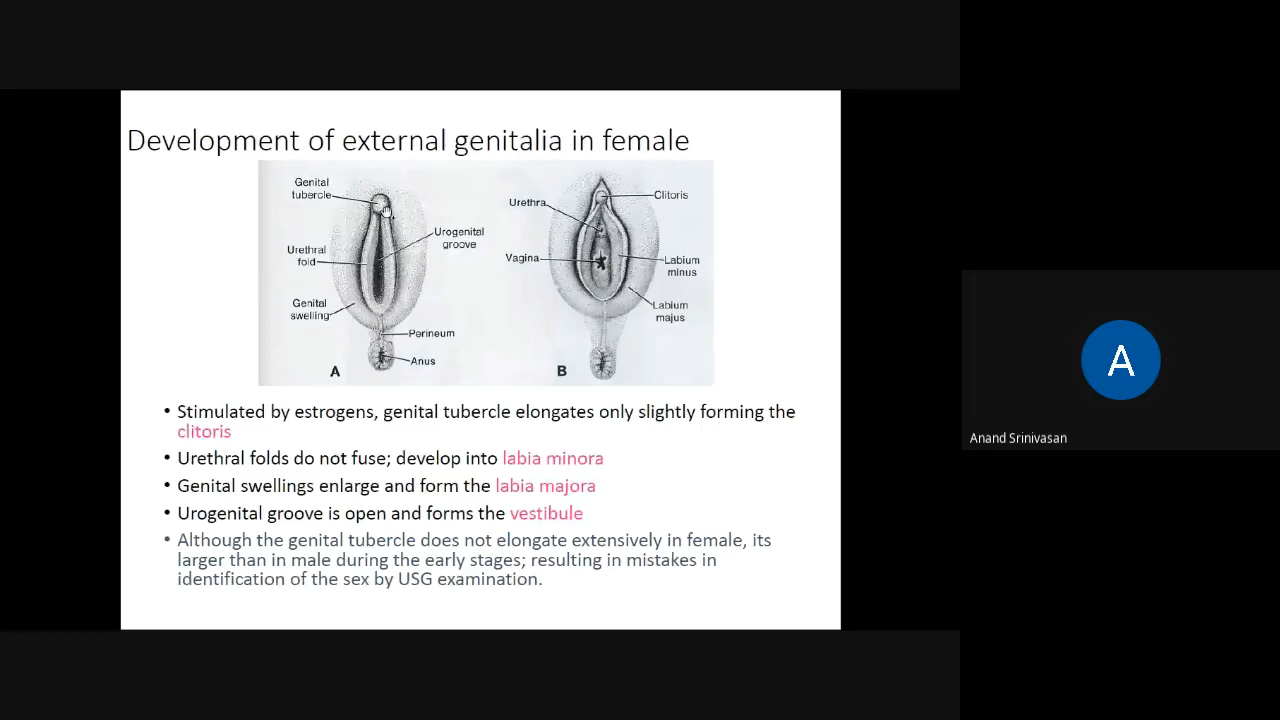 Development of external genitalia in female
Genital
tubercle
Urethral
fold
Genital
swelling
Urogenital
groove
Perineum
Anus
A
Urethra
Vagina
Clitoris
Labium
minus
Labium
majus
B
• Stimulated by estrogens, genital tubercle elongates only slightly forming the
clitoris
• Urethral folds do not fuse; develop into labia minora
• Genital swellings enlarge and form the labia majora
• Urogenital groove is open and forms the vestibule
• Although the genital tubercle does not elongate extensively in female, its
larger than in male during the early stages; resulting in mistakes in
identification of the sex by USG examination.
A
Anand Srinivasan